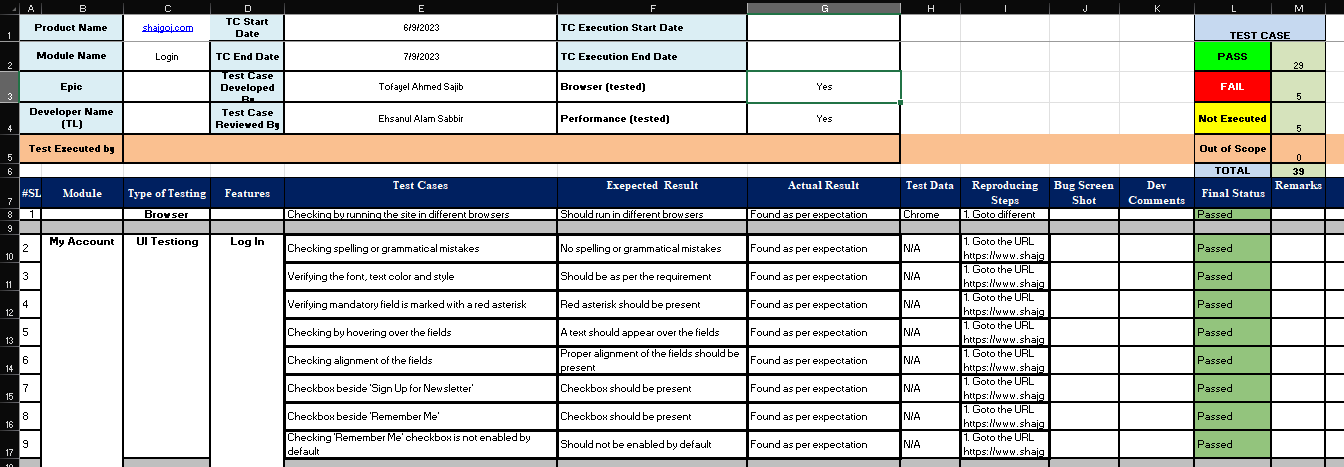 A B C D E F G H I J K L M
1 Product Name shajgoj.com TC Start Date 6/9/2023 TC Execution Start Date TEST CASE
2 Module Name Login TC End Date 7/9/2023 TC Execution End Date PASS 29
3 Epic Test Case Developed By Tofayel Ahmed Sajib Browser (tested) Yes FAIL 5
4 Developer Name (TL) Test Case Reviewed By Ehsanul Alam Sabbir Performance (tested) Yes Not Executed 5
5 Test Executed by Out of Scope 0
6 TOTAL 39
7 #SL Module Type of Testing Features Test Cases Exepected Result Actual Result Test Data Reproducing Steps Bug Screen Shot Dev Comments Final Status Remarks
8 1 Browser Checking by running the site in different browsers Should run in different browsers Found as per expectation Chrome 1. Goto different Passed
9
10 2 My Account UI Testiong Log In Checking spelling or grammatical mistakes No spelling or grammatical mistakes Found as per expectation N/A 1. Goto the URL https://www.shajg Passed
11 3 Verifying the font, text color and style Should be as per the requirement Found as per expectation N/A 1. Goto the URL https://www.shajg Passed
12 4 Verifying mandatory field is marked with a red asterisk Red asterisk should be present Found as per expectation N/A 1. Goto the URL https://www.shajg Passed
13 5 Checking by hovering over the fields A text should appear over the fields Found as per expectation N/A 1. Goto the URL https://www.shajg Passed
14 6 Checking alignment of the fields Proper alignment of the fields should be present Found as per expectation N/A 1. Goto the URL https://www.shajg Passed
15 7 Checkbox beside 'Sign Up for Newsletter' Checkbox should be present Found as per expectation N/A 1. Goto the URL https://www.shajg Passed
16 8 Checkbox beside 'Remember Me' Checkbox should be present Found as per expectation N/A 1. Goto the URL https://www.shajg Passed
17 9 Checking 'Remember Me' checkbox is not enabled by default Should not be enabled by default Found as per expectation N/A 1. Goto the URL https://www.shajg Passed